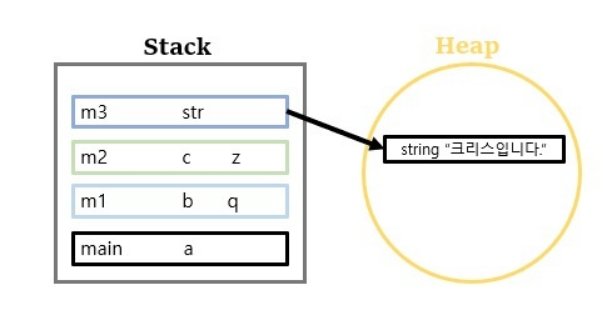 Stack
Heap
m3 str
string "크리스입니다."
m2 c z
m1 b q
main a